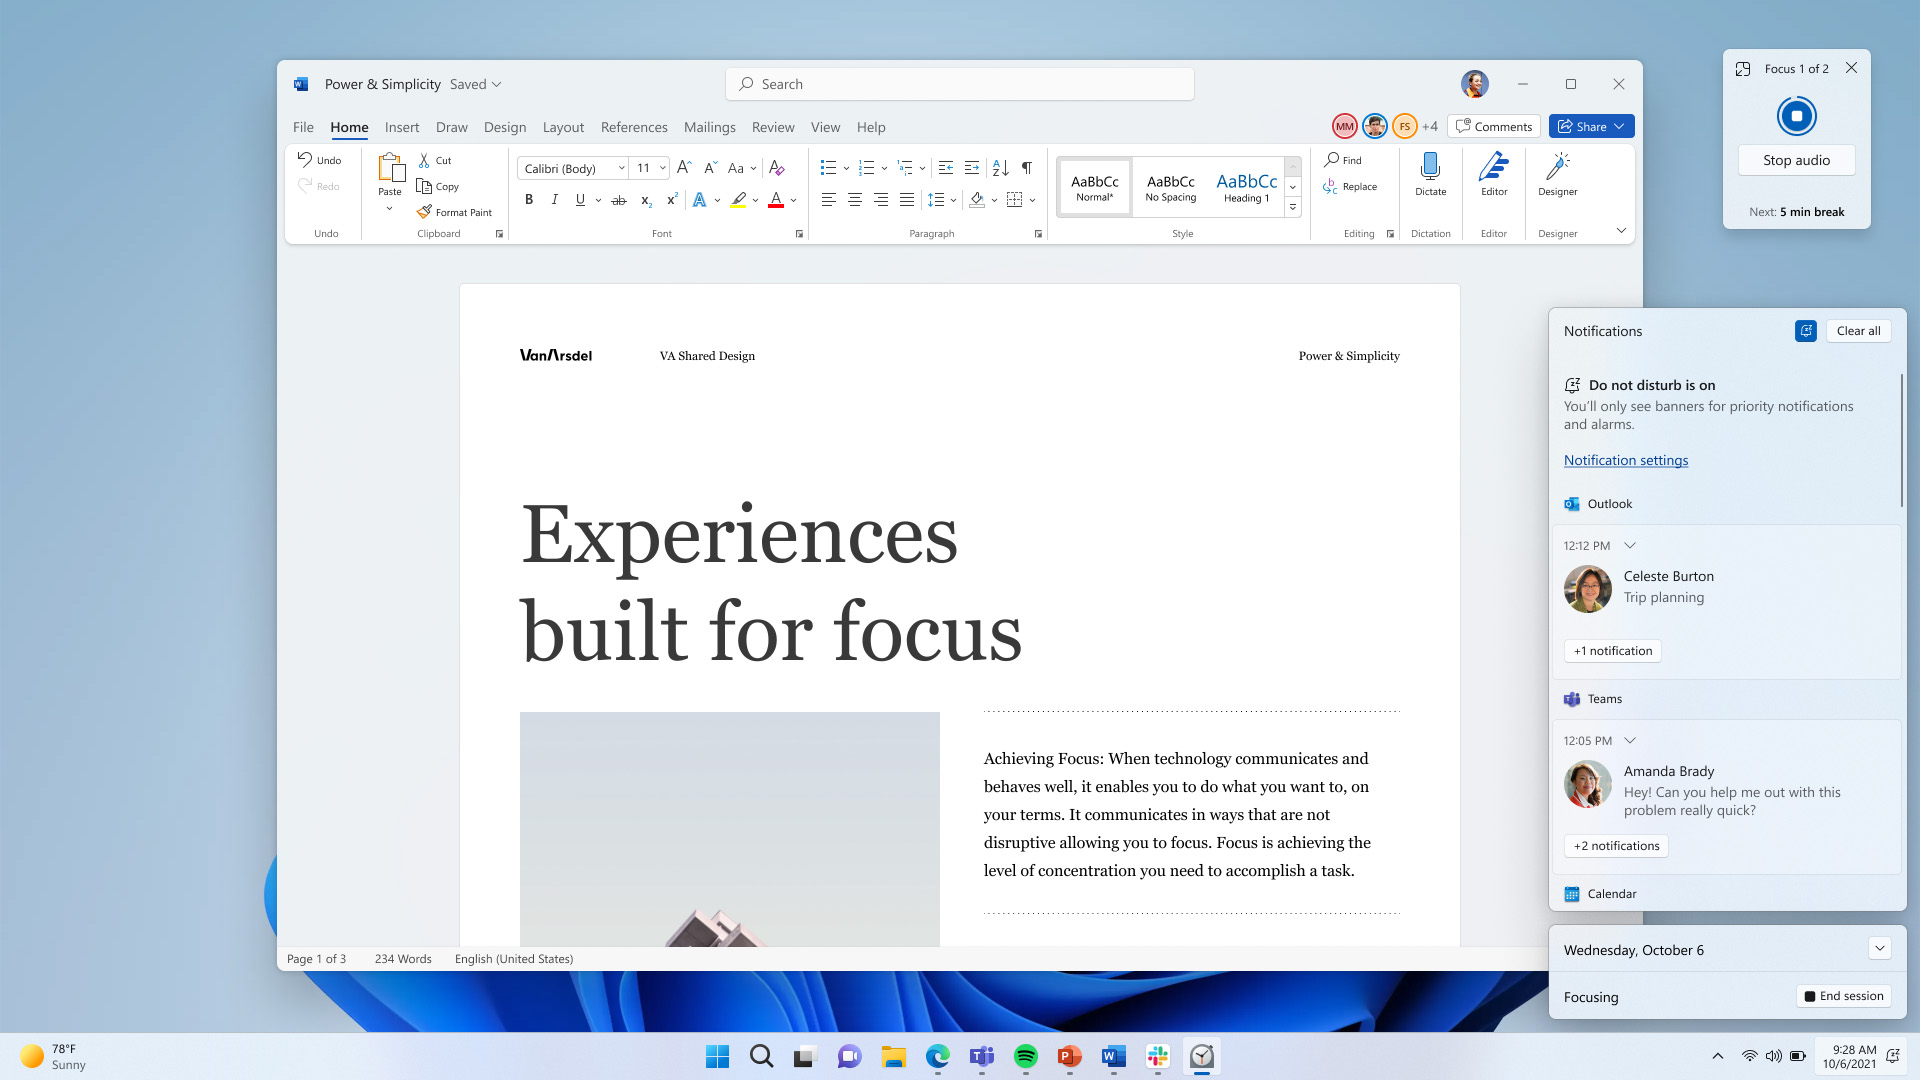 Power & Simplicity Saved
Search
File Home Insert Draw Design Layout References Mailings Review View Help
MM FS +4 Comments Share
Undo
Redo
Undo
Paste
Cut
Copy
Format Paint
Clipboard
Calibri (Body) 11
Aa
B I U ab x2 x2 A A
Font
Paragraph
AaBbCc
Normal*
AaBbCc
No Spacing
AaBbCc
Heading 1
Style
Find
Replace
Editing
Dictate
Dictation
Editor
Editor
Designer
Designer
VanArsdel
VA Shared Design
Power & Simplicity
Experiences
built for focus
Achieving Focus: When technology communicates and
behaves well, it enables you to do what you want to, on
your terms. It communicates in ways that are not
disruptive allowing you to focus. Focus is achieving the
level of concentration you need to accomplish a task.
Page 1 of 3 234 Words English (United States)
Focus 1 of 2
Stop audio
Next: 5 min break
Notifications
Clear all
Do not disturb is on
You'll only see banners for priority notifications
and alarms.
Notification settings
Outlook
12:12 PM
Celeste Burton
Trip planning
+1 notification
Teams
12:05 PM
Amanda Brady
Hey! Can you help me out with this
problem really quick?
+2 notifications
Calendar
Wednesday, October 6
Focusing
End session
78°F
Sunny
9:28 AM
10/6/2021